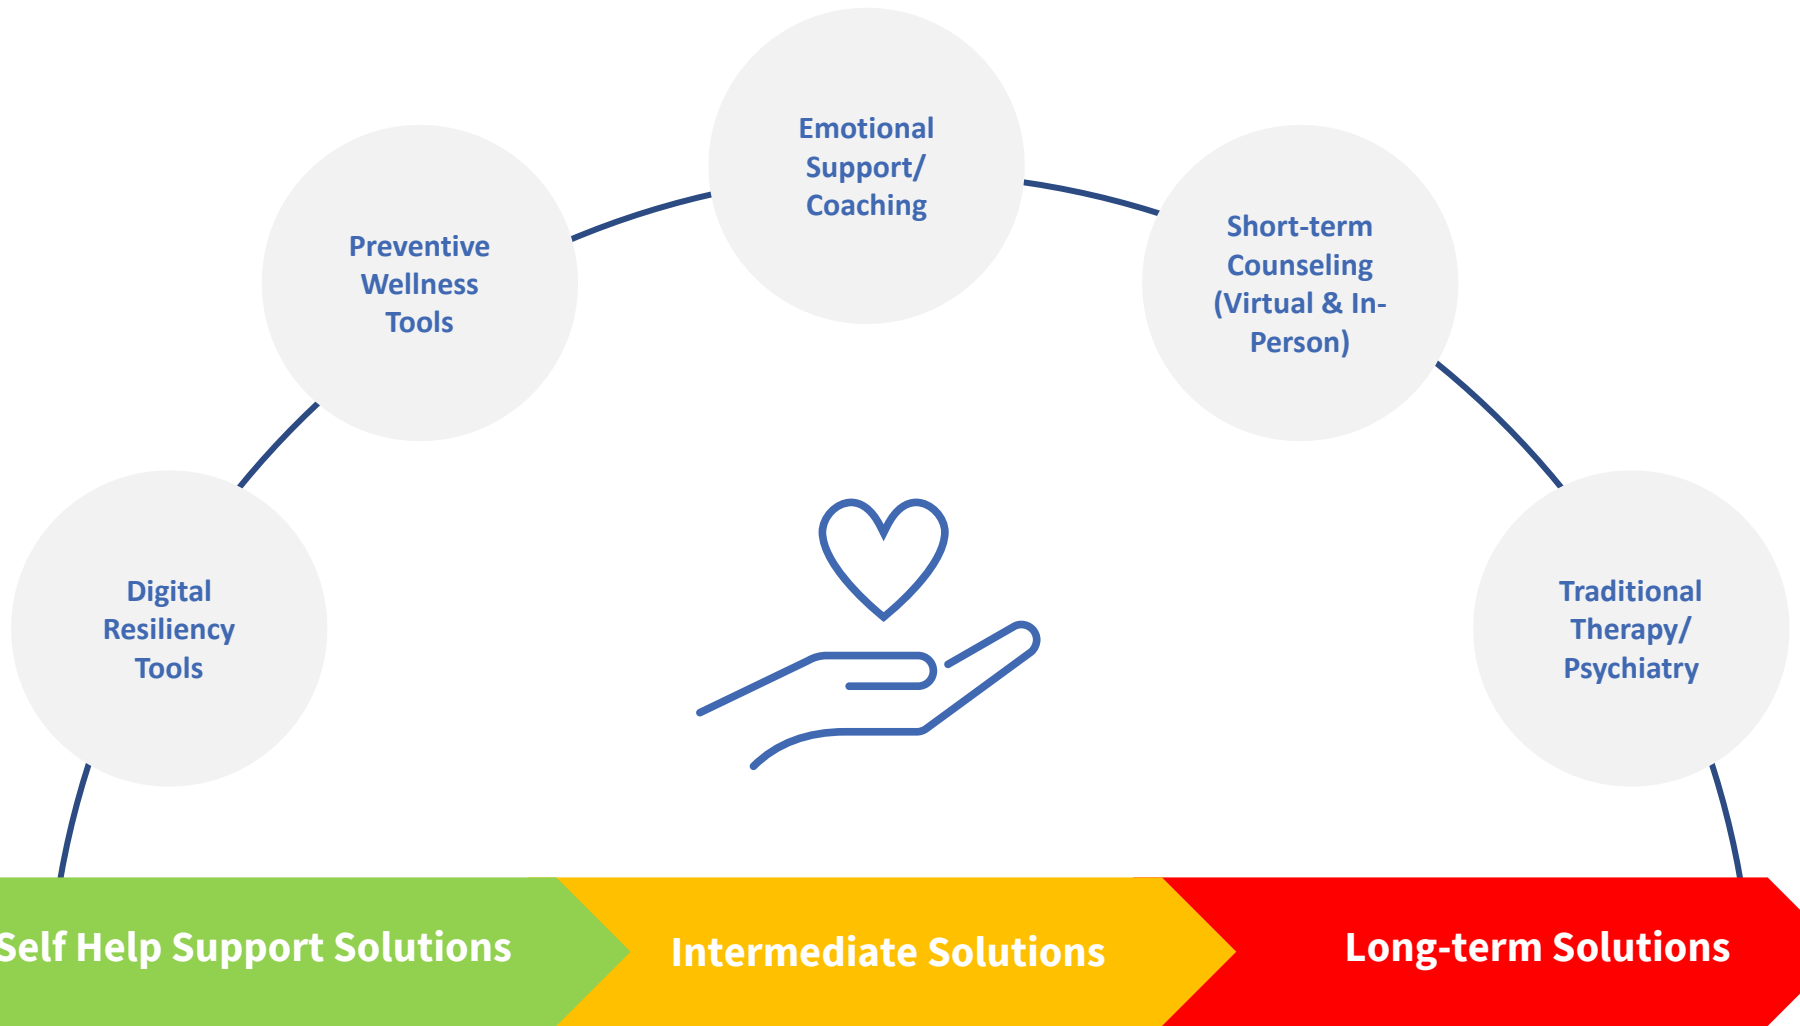 Emotional
Support/
Coaching
Preventive
Wellness
Tools
Short-term
Counseling
(Virtual & In-
Person)
Digital
Resiliency
Tools
Traditional
Therapy/
Psychiatry
Self Help Support Solutions
Intermediate Solutions
Long-term Solutions